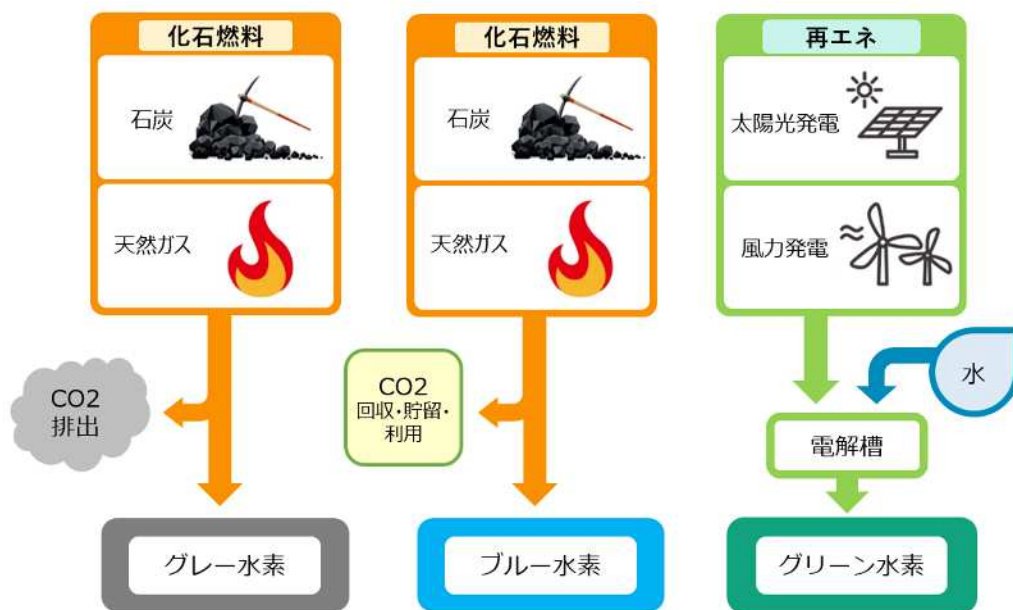 化石燃料
石炭
天然ガス
CO2
排出
グレー水素
化石燃料
石炭
天然ガス
CO2
回収・貯留・
利用
ブルー水素
再エネ
太陽光発電
風力発電
水
電解槽
グリーン水素